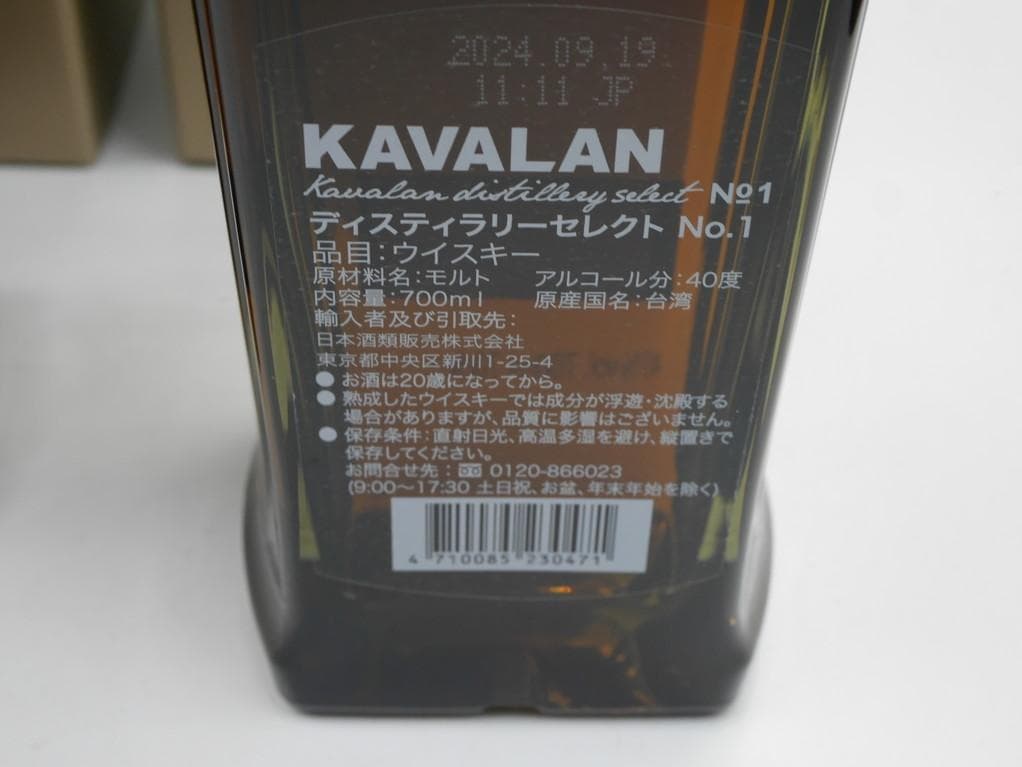 2024.09.19
11:11 JP
KAVALAN
Kavalan distillery select №1
ディスティラリーセレクト No.1
品目：ウイスキー
原材料名：モルト アルコール分：40度
内容量：700ml 原産国名：台湾
輸入者及び引取先：
日本酒類販売株式会社
東京都中央区新川1-25-4
●お酒は20歳になってから。
●熟成したウイスキーでは成分が浮遊・沈殿する
場合がありますが、品質に影響はございません。
●保存条件：直射日光、高温多湿を避け、縦置きで
保存してください。
お問合せ先：0120-866023
(9:00～17:30 土日祝、お盆、年末年始を除く)
4 710085 230471